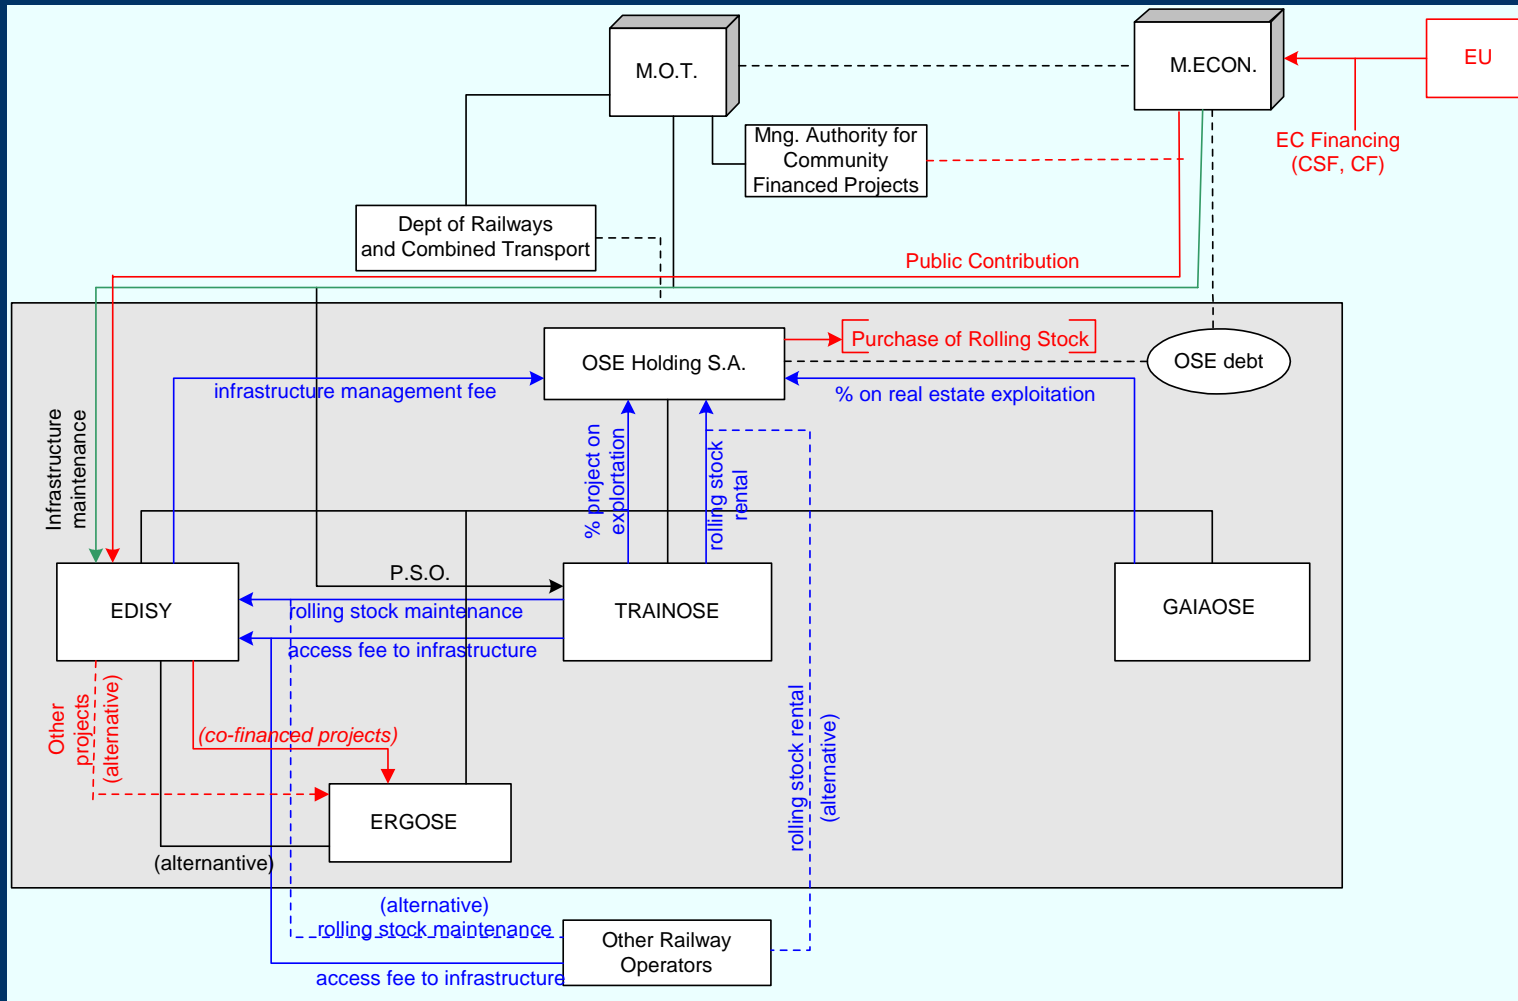 M.O.T.
M.ECON.
EU
Mng. Authority for
Community
Financed Projects
EC Financing
(CSF, CF)
Dept of Railways
and Combined Transport
Public Contribution
OSE Holding S.A.
Purchase of Rolling Stock
OSE debt
infrastructure management fee
% on real estate exploitation
Infrastructure
maintenance
% project on
explortation
rolling stock
rental
P.S.O.
EDISY
rolling stock maintenance
TRAINOSE
GAIAOSE
access fee to infrastructure
Other
projects
(alternative)
(co-financed projects)
rolling stock rental
(alternative)
ERGOSE
(alternantive)
(alternative)
rolling stock maintenance
Other Railway
Operators
access fee to infrastructure